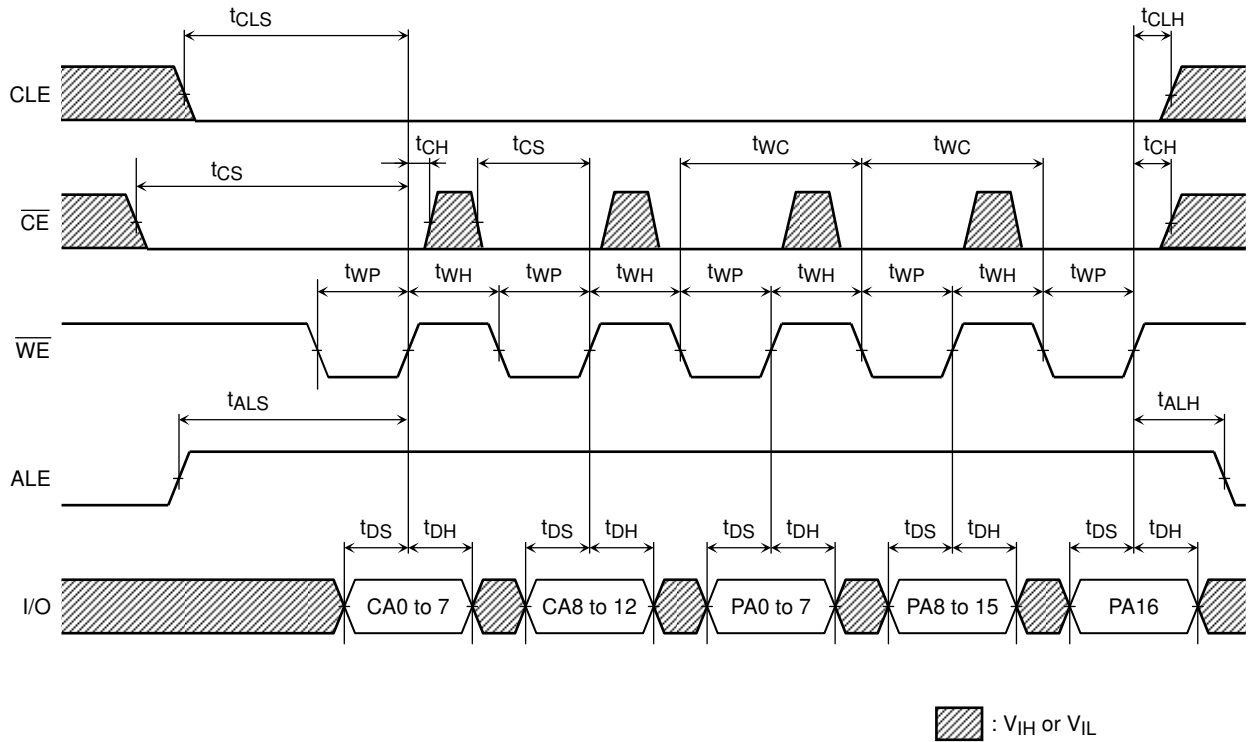 tCLS tCLH
CLE
tCH tCS tWC tWC tCH
tCS
CE
tWP tWH tWP tWH tWP tWH tWP tWH tWP
WE
tALS tALH
ALE
tDS tDH tDS tDH tDS tDH tDS tDH tDS tDH
I/O CA0 to 7 CA8 to 12 PA0 to 7 PA8 to 15 PA16
: VIH or VIL